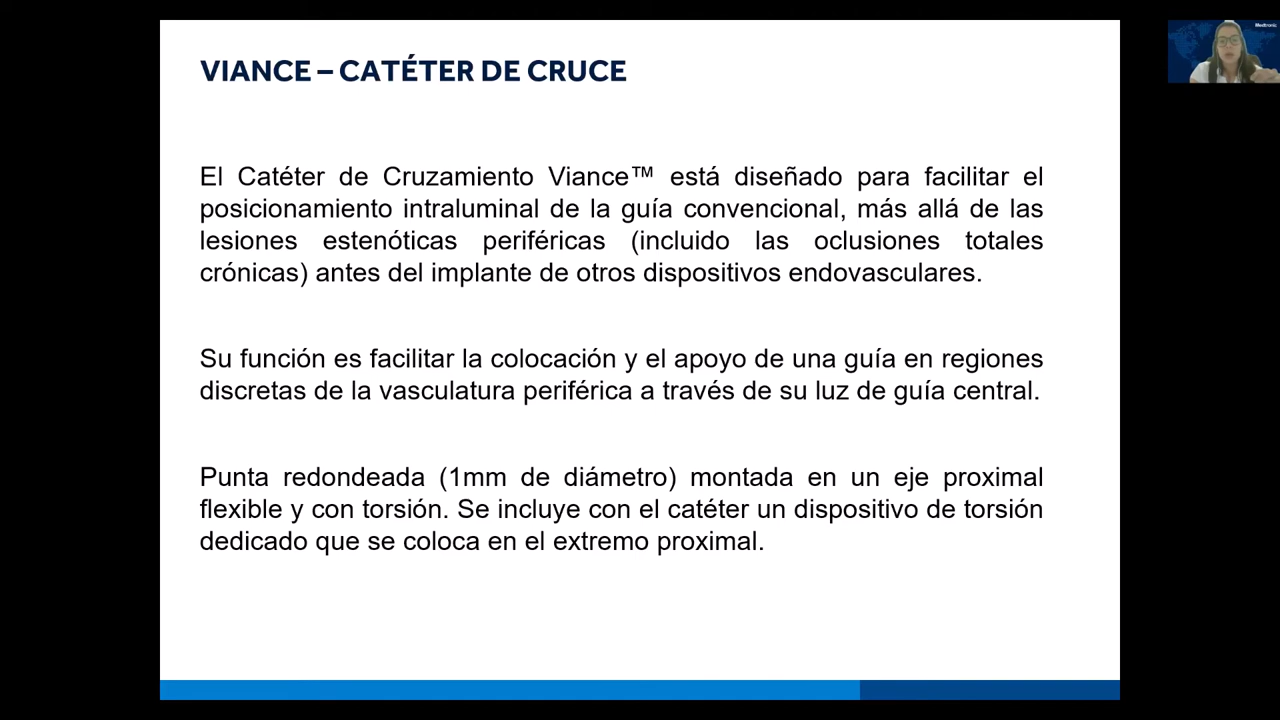 VIANCE – CATÉTER DE CRUCE
El Catéter de Cruzamiento Viance™ está diseñado para facilitar el
posicionamiento intraluminal de la guía convencional, más allá de las
lesiones estenóticas periféricas (incluido las oclusiones totales
crónicas) antes del implante de otros dispositivos endovasculares.
Su función es facilitar la colocación y el apoyo de una guía en regiones
discretas de la vasculatura periférica a través de su luz de guía central.
Punta redondeada (1mm de diámetro) montada en un eje proximal
flexible y con torsión. Se incluye con el catéter un dispositivo de torsión
dedicado que se coloca en el extremo proximal.
Medtronic